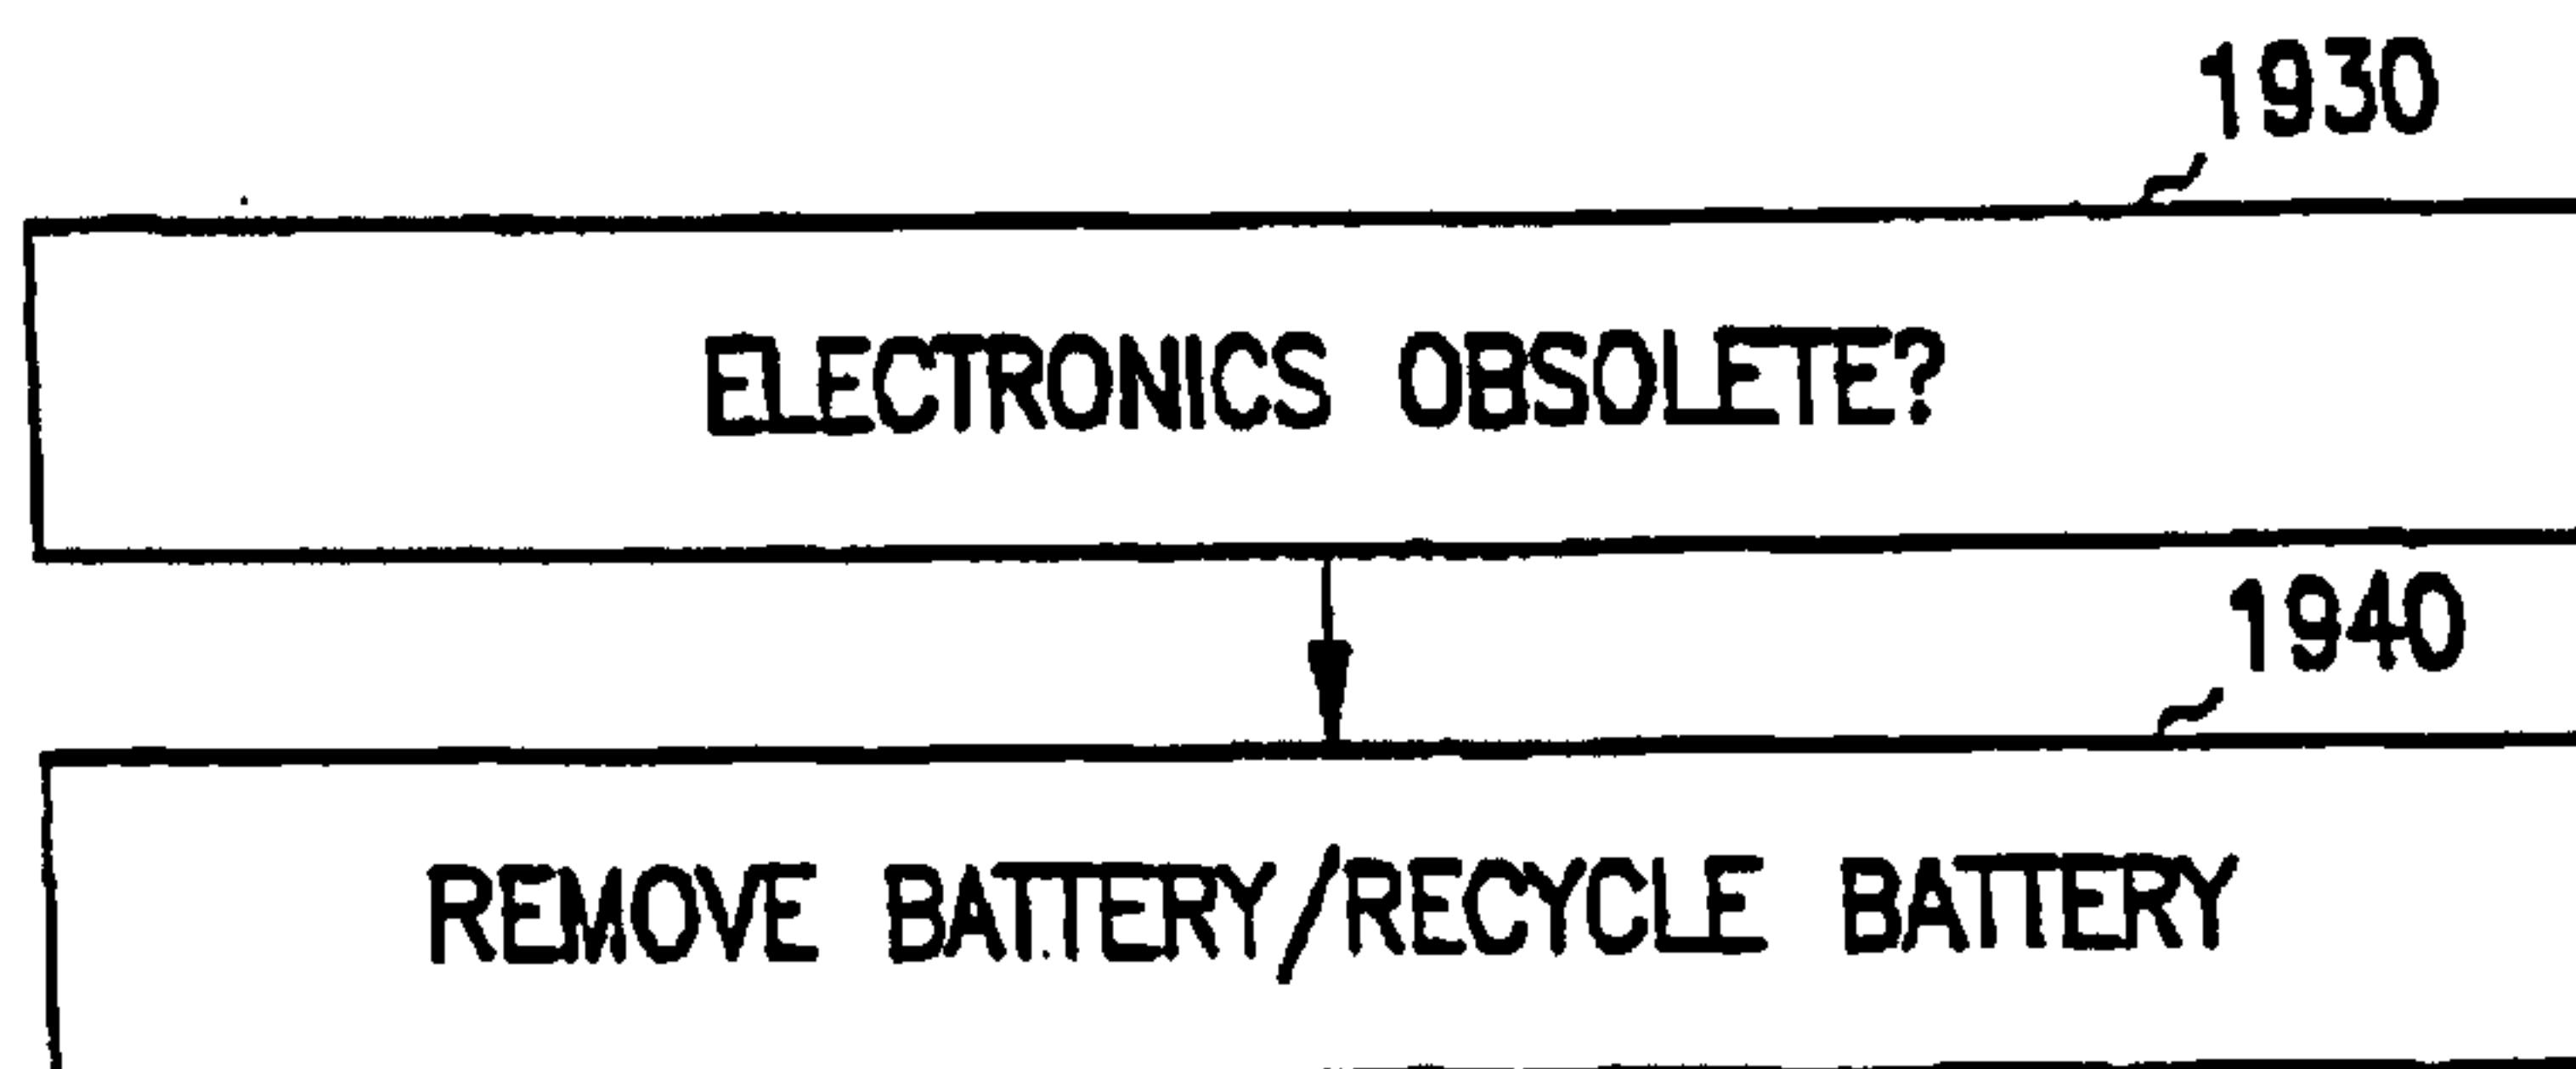 1930
ELECTRONICS OBSOLETE?
1940
REMOVE BATTERY/RECYCLE BATTERY